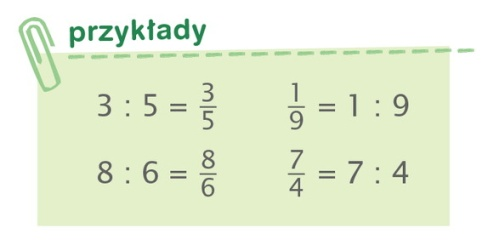 przykłady
3 : 5 = 3/5    1/9 = 1 : 9
8 : 6 = 8/6    7/4 = 7 : 4